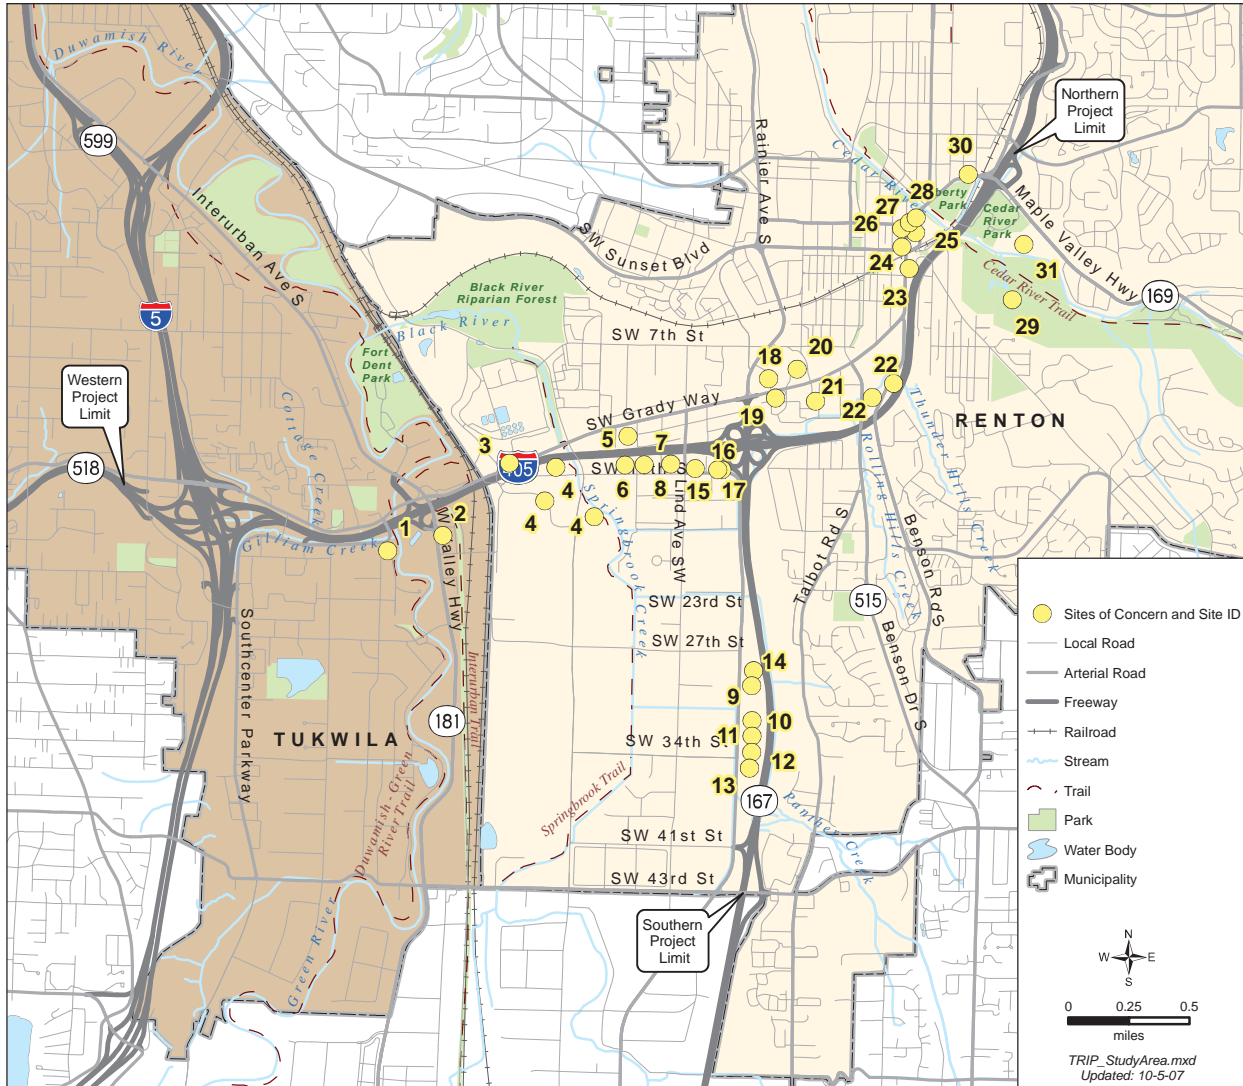 Duwamish River
599
Interurban Ave S
5
Western
Project
Limit
518
Cottage Creek
Gilliam Creek
Fort
Dent
Park
Black River
Black River
Riparian Forest
SW Sunset Blvd
Rainier Ave S
SW 7th St
SW Grady Way
Cedar River
Northern
Project
Limit
30
28
27
26
25
24
23
Cedar
River
Park
Maple Valley Hwy
169
31
Cedar River Trail
29
20
18
21
22
22
19
RENTON
3
405
5
7
16
6
8
15
17
4
4
4
1
2
Lind Ave SW
Springbrook Creek
Talbot Rd S
Rolling Hills Creek
Thunder Hills Creek
Benson Rd S
515
Benson Dr S
SW 23rd St
SW 27th St
14
9
10
11
SW 34th St
12
13
167
Panther Creek
SW 41st St
SW 43rd St
Southern
Project
Limit
Springbrook Trail
Southcenter Parkway
TUKWILA
181
Interurban Trail
Duwamish-Green
River Trail
Green River
Sites of Concern and Site ID
Local Road
Arterial Road
Freeway
Railroad
Stream
Trail
Park
Water Body
Municipality
N
W E
S
0 0.25 0.5
miles
TRIP_StudyArea.mxd
Updated: 10-5-07